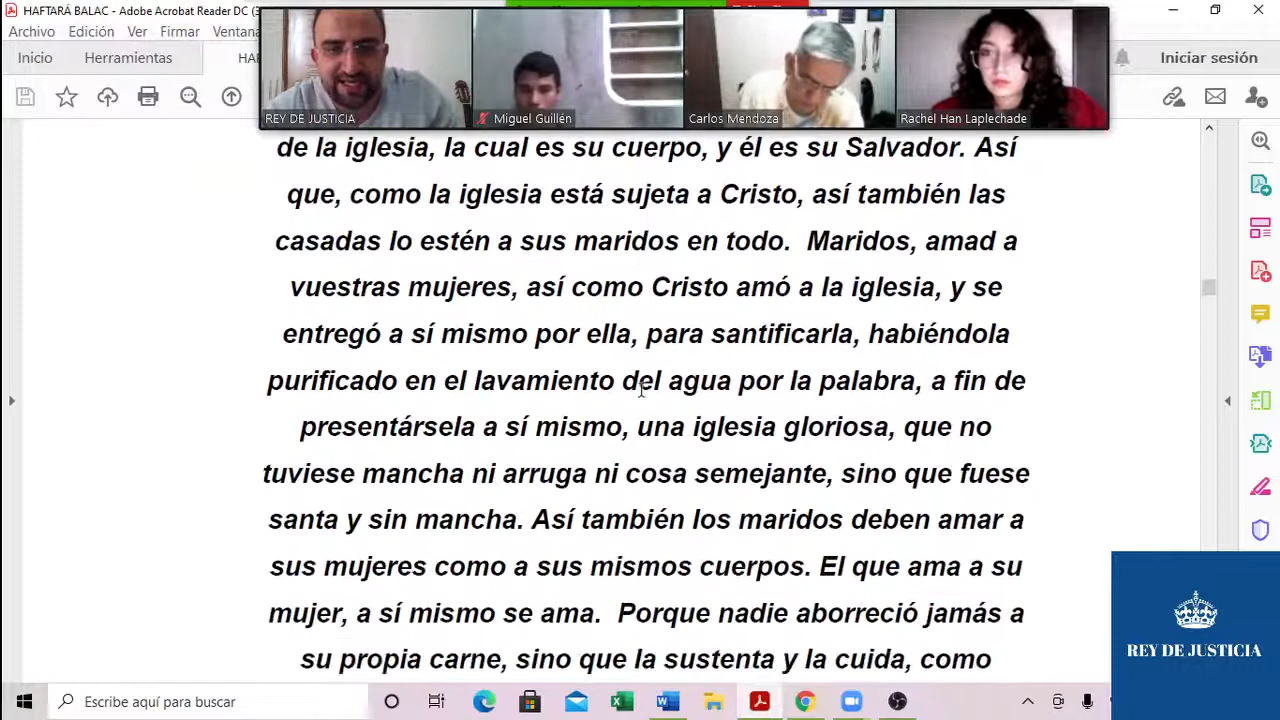 HAFTARÁ BALAC - Adobe Acrobat Reader DC (3
Archivo Edición Ver Firmar Ventana
Inicio Herramientas HA Iniciar sesión
REY DE JUSTICIA Miguel Guillén Carlos Mendoza Rachel Han Laplechade
de la iglesia, la cual es su cuerpo, y él es su Salvador. Así
que, como la iglesia está sujeta a Cristo, así también las
casadas lo estén a sus maridos en todo. Maridos, amad a
vuestras mujeres, así como Cristo amó a la iglesia, y se
entregó a sí mismo por ella, para santificarla, habiéndola
purificado en el lavamiento del agua por la palabra, a fin de
presentársela a sí mismo, una iglesia gloriosa, que no
tuviese mancha ni arruga ni cosa semejante, sino que fuese
santa y sin mancha. Así también los maridos deben amar a
sus mujeres como a sus mismos cuerpos. El que ama a su
mujer, a sí mismo se ama. Porque nadie aborreció jamás a
su propia carne, sino que la sustenta y la cuida, como
REY DE JUSTICIA
Escribe aquí para buscar